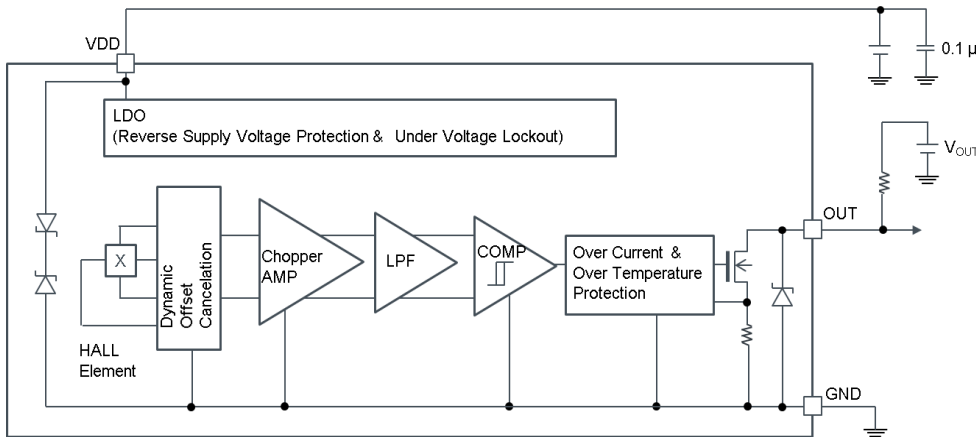 VDD
0.1 µ
LDO
(Reverse Supply Voltage Protection & Under Voltage Lockout)
VOUT
OUT
X
Dynamic
Offset
Cancelation
Chopper
AMP
LPF
COMP
Over Current &
Over Temperature
Protection
HALL
Element
GND